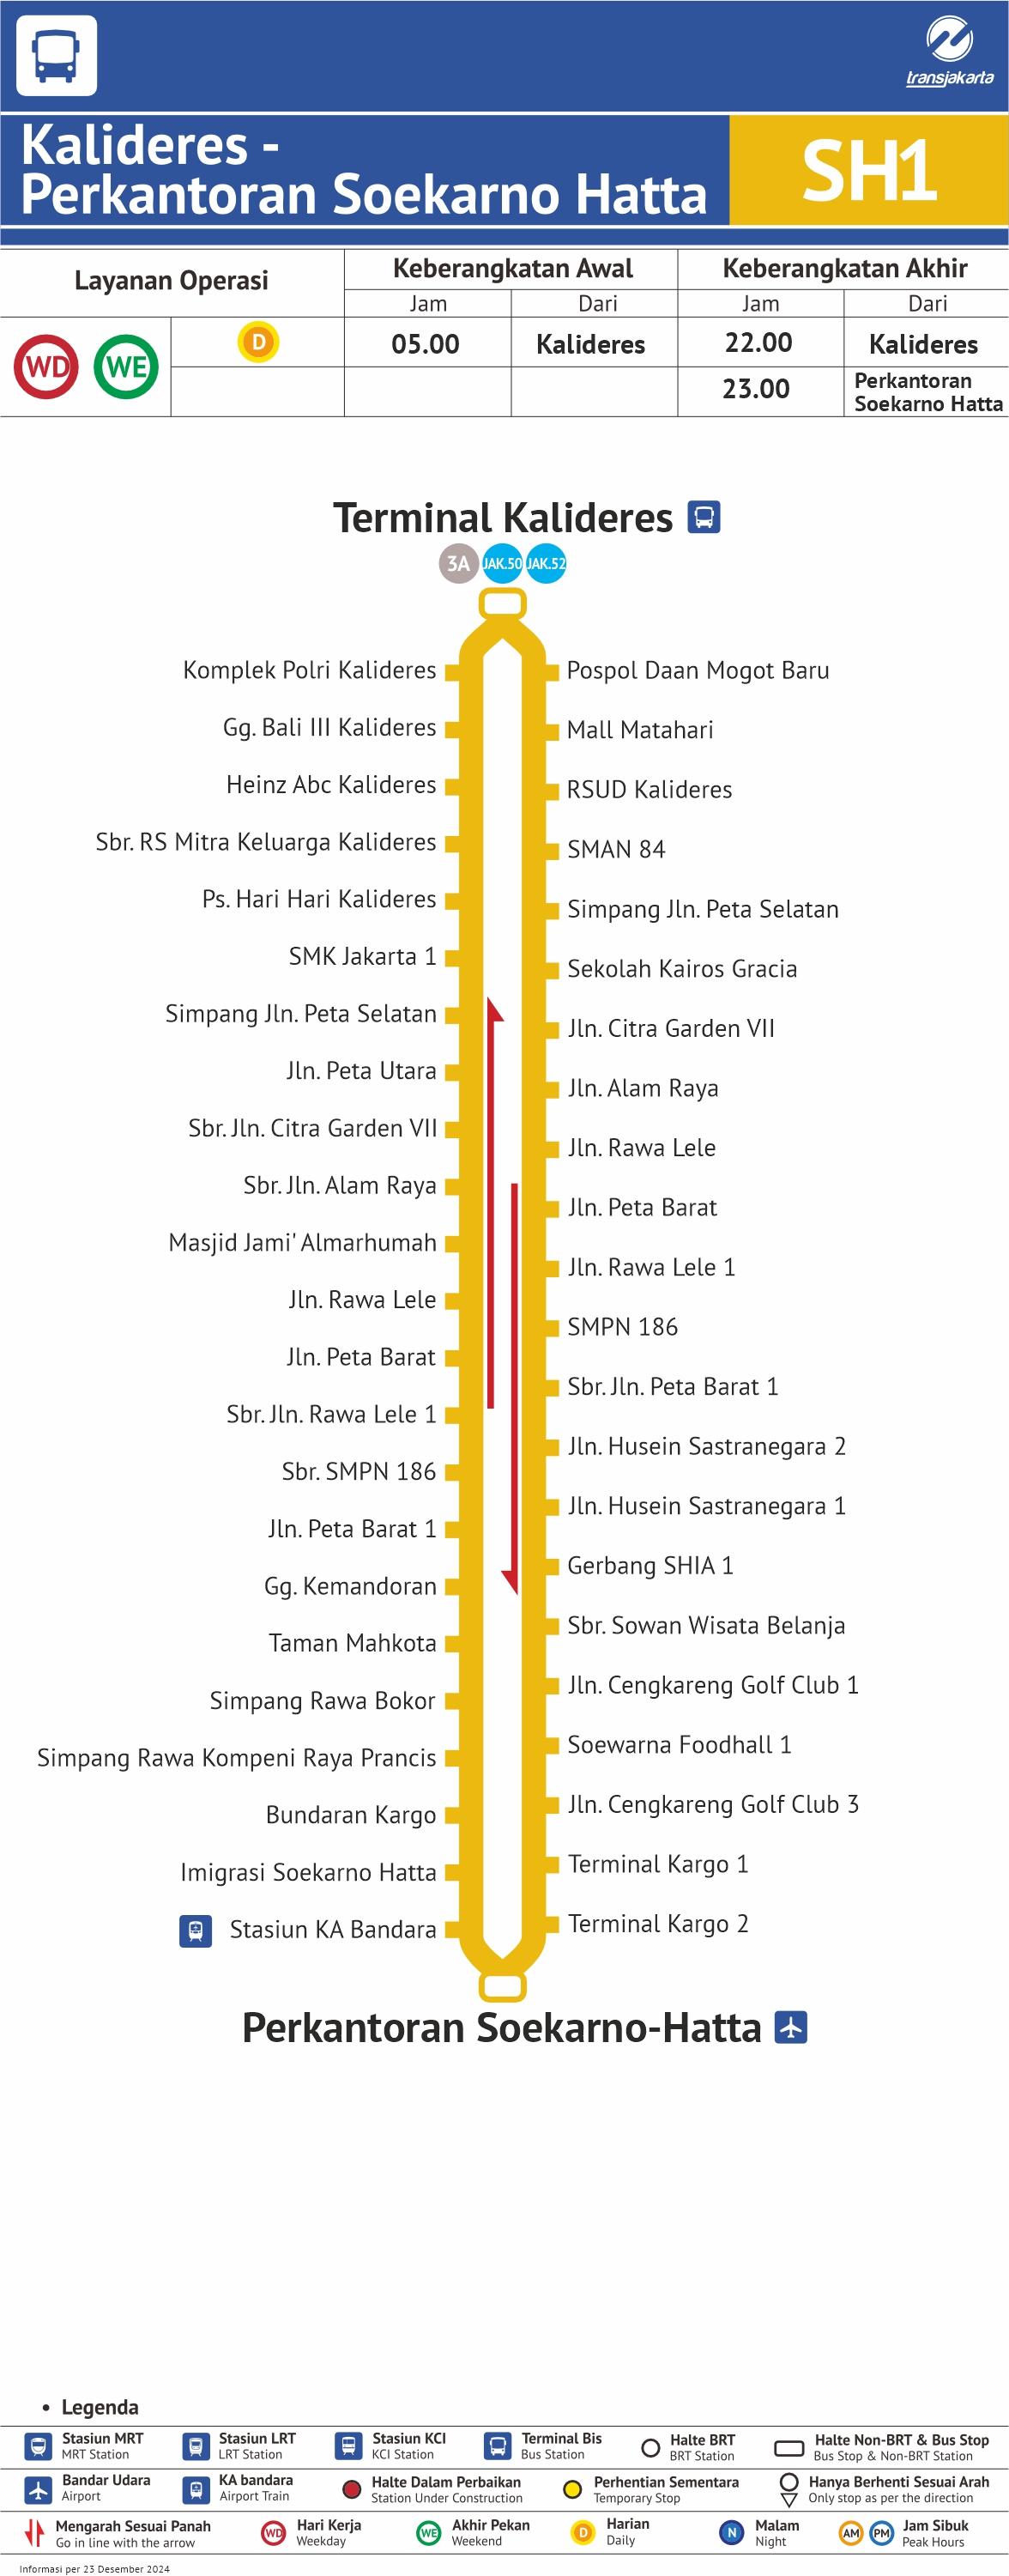 transjakarta
Kalideres -
Perkantoran Soekarno Hatta
SH1
Layanan Operasi
Keberangkatan Awal
Keberangkatan Akhir
Jam
Dari
Jam
Dari
WD
WE
D
05.00
Kalideres
22.00
Kalideres
23.00
Perkantoran
Soekarno Hatta
Terminal Kalideres
3A
JAK.50
JAK.52
Komplek Polri Kalideres
Gg. Bali III Kalideres
Heinz Abc Kalideres
Sbr. RS Mitra Keluarga Kalideres
Ps. Hari Hari Kalideres
SMK Jakarta 1
Simpang Jln. Peta Selatan
Jln. Peta Utara
Sbr. Jln. Citra Garden VII
Sbr. Jln. Alam Raya
Masjid Jami' Almarhumah
Jln. Rawa Lele
Jln. Peta Barat
Sbr. Jln. Rawa Lele 1
Sbr. SMPN 186
Jln. Peta Barat 1
Gg. Kemandoran
Taman Mahkota
Simpang Rawa Bokor
Simpang Rawa Kompeni Raya Prancis
Bundaran Kargo
Imigrasi Soekarno Hatta
Stasiun KA Bandara
Pospol Daan Mogot Baru
Mall Matahari
RSUD Kalideres
SMAN 84
Simpang Jln. Peta Selatan
Sekolah Kairos Gracia
Jln. Citra Garden VII
Jln. Alam Raya
Jln. Rawa Lele
Jln. Peta Barat
Jln. Rawa Lele 1
SMPN 186
Sbr. Jln. Peta Barat 1
Jln. Husein Sastranegara 2
Jln. Husein Sastranegara 1
Gerbang SHIA 1
Sbr. Sowan Wisata Belanja
Jln. Cengkareng Golf Club 1
Soewarna Foodhall 1
Jln. Cengkareng Golf Club 3
Terminal Kargo 1
Terminal Kargo 2
Perkantoran Soekarno-Hatta
• Legenda
Stasiun MRT
MRT Station
Stasiun LRT
LRT Station
Stasiun KCI
KCI Station
Terminal Bis
Bus Station
Halte BRT
BRT Station
Halte Non-BRT & Bus Stop
Bus Stop & Non-BRT Station
Bandar Udara
Airport
KA bandara
Airport Train
Halte Dalam Perbaikan
Station Under Construction
Perhentian Sementara
Temporary Stop
Hanya Berhenti Sesuai Arah
Only stop as per the direction
Mengarah Sesuai Panah
Go in line with the arrow
WD
Hari Kerja
Weekday
WE
Akhir Pekan
Weekend
D
Harian
Daily
N
Malam
Night
AM
PM
Jam Sibuk
Peak Hours
Informasi per 23 Desember 2024